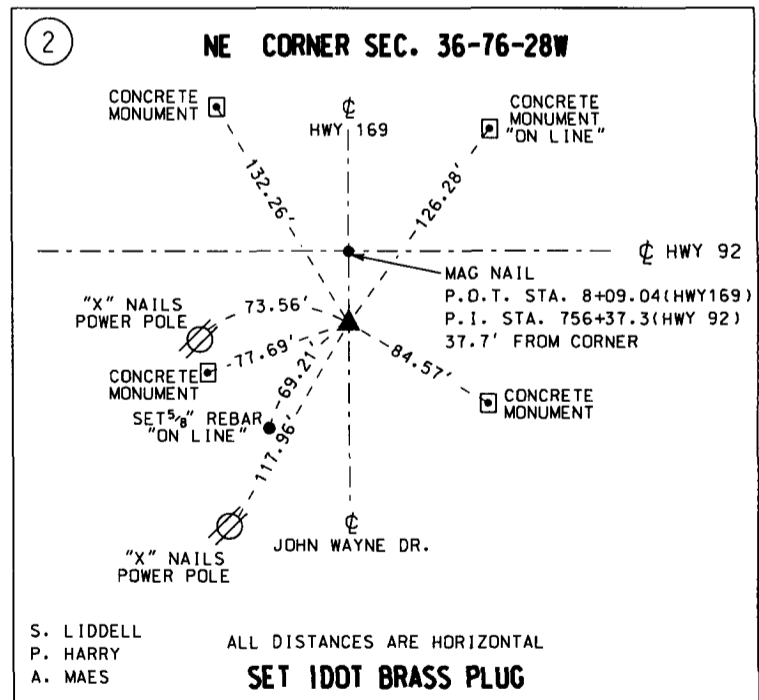 2
NE CORNER SEC. 36-76-28W
CONCRETE
MONUMENT
℄
HWY 169
CONCRETE
MONUMENT
"ON LINE"
132.26'
126.28'
℄ HWY 92
MAG NAIL
P.O.T. STA. 8+09.04(HWY169)
P.I. STA. 756+37.3(HWY 92)
37.7' FROM CORNER
"X" NAILS
POWER POLE
73.56'
77.69'
CONCRETE
MONUMENT
69.21'
84.57'
CONCRETE
MONUMENT
SET 5/8" REBAR
"ON LINE"
117.96'
"X" NAILS
POWER POLE
℄
JOHN WAYNE DR.
S. LIDDELL
P. HARRY
A. MAES
ALL DISTANCES ARE HORIZONTAL
SET IDOT BRASS PLUG